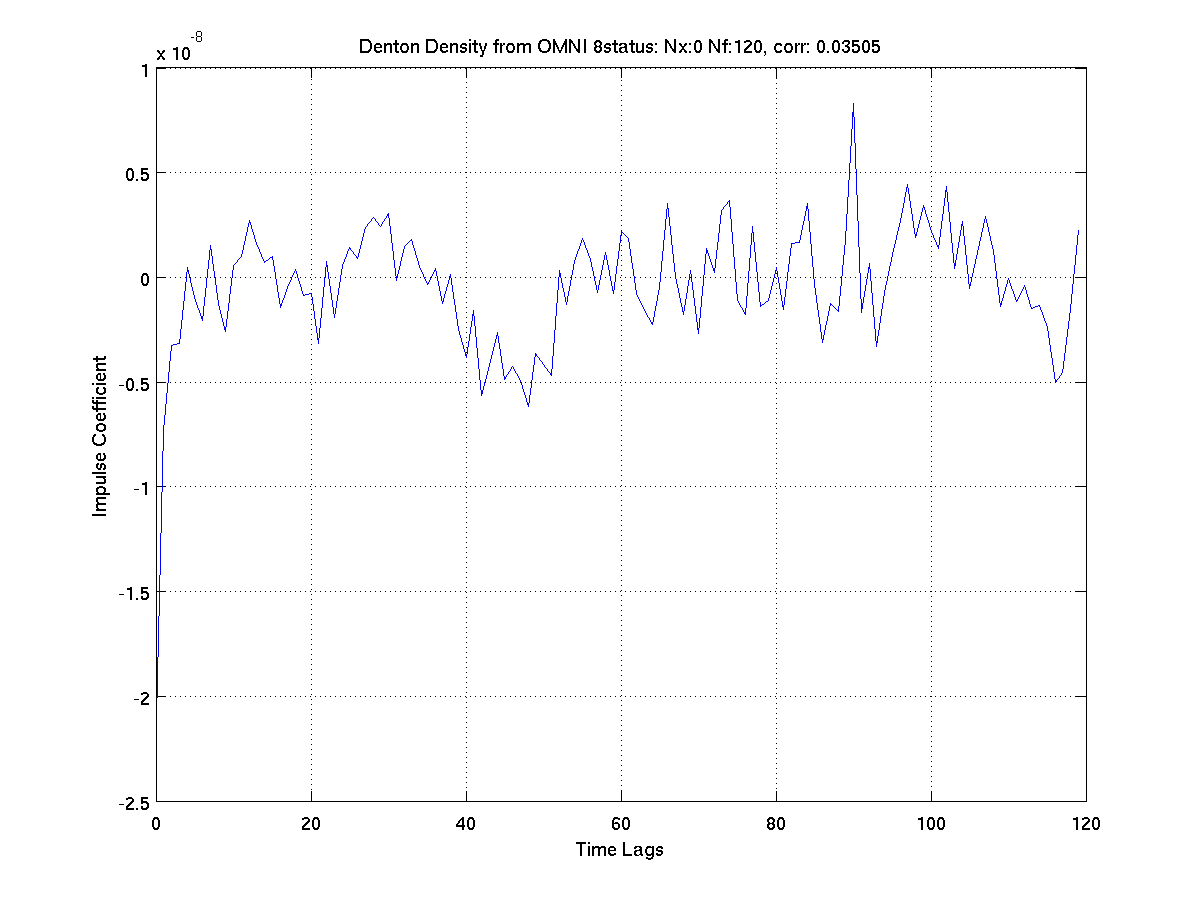 Denton Density from OMNI 8status: Nx:0 Nf:120, corr: 0.03505
x 10^-8
1
0.5
0
-0.5
-1
-1.5
-2
-2.5
Impulse Coefficient
0 20 40 60 80 100 120
Time Lags